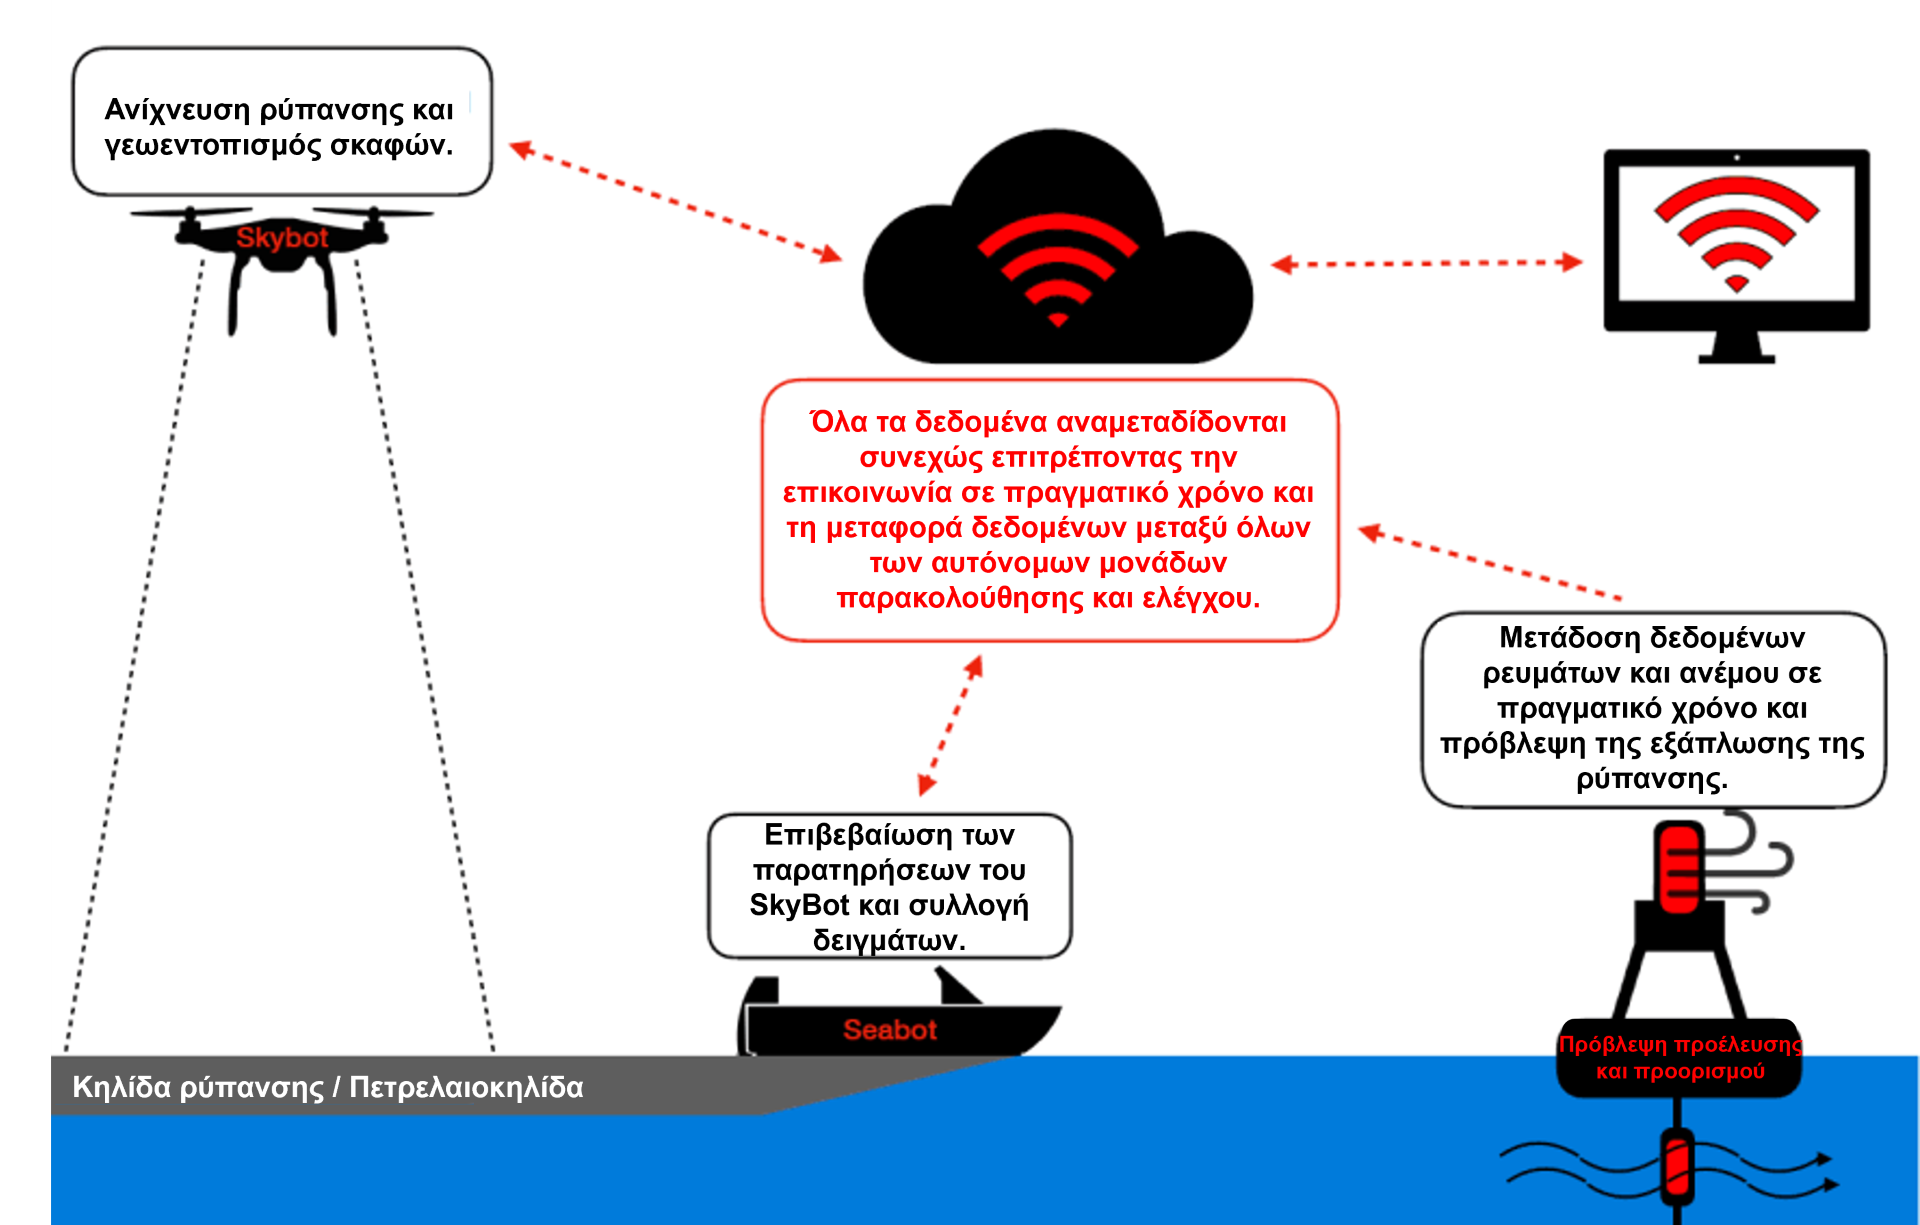 Ανίχνευση ρύπανσης και
γεωεντοπισμός σκαφών.
Skybot
Όλα τα δεδομένα αναμεταδίδονται
συνεχώς επιτρέποντας την
επικοινωνία σε πραγματικό χρόνο και
τη μεταφορά δεδομένων μεταξύ όλων
των αυτόνομων μονάδων
παρακολούθησης και ελέγχου.
Μετάδοση δεδομένων
ρευμάτων και ανέμου σε
πραγματικό χρόνο και
πρόβλεψη της εξάπλωσης της
ρύπανσης.
Επιβεβαίωση των
παρατηρήσεων του
SkyBot και συλλογή
δειγμάτων.
Seabot
Πρόβλεψη προέλευσης
και προορισμού
Κηλίδα ρύπανσης / Πετρελαιοκηλίδα